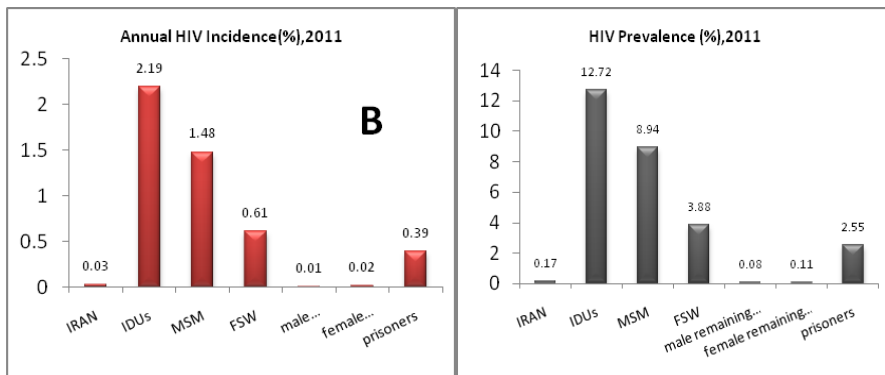 Annual HIV Incidence(%),2011
2.5
2
1.5
1
0.5
0
0.03
2.19
1.48
0.61
0.01
0.02
0.39
B
IRAN
IDUs
MSM
FSW
male...
female...
prisoners
HIV Prevalence (%),2011
14
12
10
8
6
4
2
0
0.17
12.72
8.94
3.88
0.08
0.11
2.55
IRAN
IDUs
MSM
FSW
male remaining...
female remaining...
prisoners